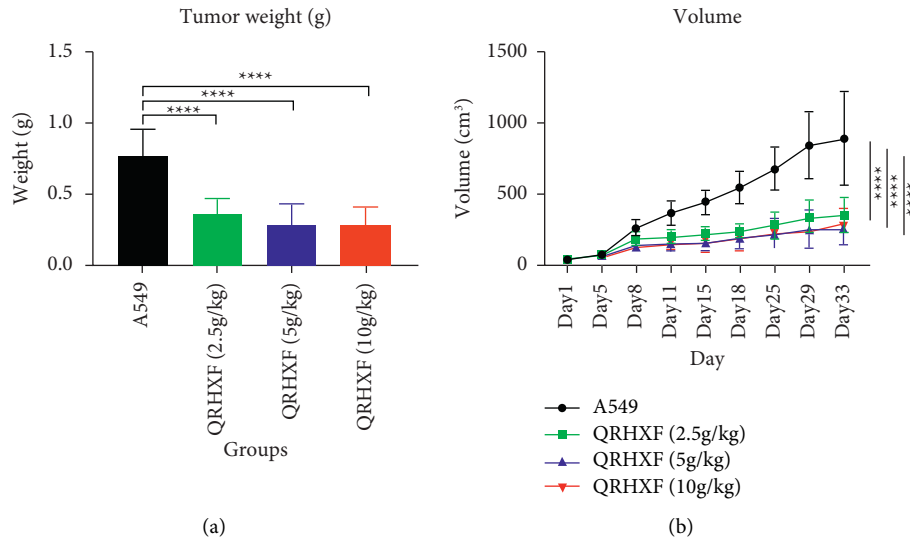 Tumor weight (g)
1.5
1.0
0.5
0.0
Weight (g)
****
****
****
A549
QRHXF (2.5g/kg)
QRHXF (5g/kg)
QRHXF (10g/kg)
Groups
(a)
Volume
1500
1000
500
0
Volume (cm³)
****
****
****
Day1
Day5
Day8
Day11
Day15
Day18
Day25
Day29
Day33
Day
A549
QRHXF (2.5g/kg)
QRHXF (5g/kg)
QRHXF (10g/kg)
(b)